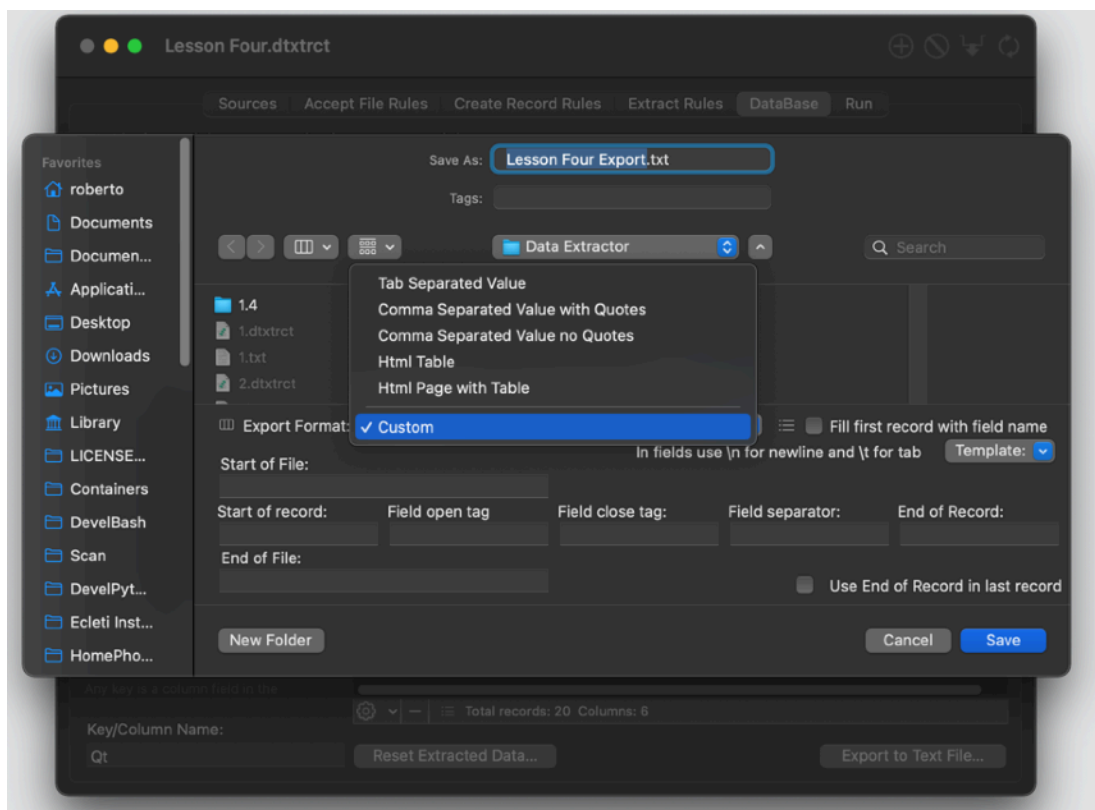 Lesson Four.dtxtrct
Sources Accept File Rules Create Record Rules Extract Rules DataBase Run
Favorites
roberto
Documents
Documen...
Applicati...
Desktop
Downloads
Pictures
Library
LICENSE...
Containers
DevelBash
Scan
DevelPyt...
Ecleti Inst...
HomePho...
Save As: Lesson Four Export.txt
Tags:
Data Extractor
Search
1.4
1.dtxtrct
1.txt
2.dtxtrct
Tab Separated Value
Comma Separated Value with Quotes
Comma Separated Value no Quotes
Html Table
Html Page with Table
Export Format: ✓ Custom
Fill first record with field name
In fields use \n for newline and \t for tab
Template:
Start of File:
Start of record: Field open tag Field close tag: Field separator: End of Record:
End of File:
Use End of Record in last record
New Folder
Cancel Save
Any key is a column field in the
Total records: 20 Columns: 6
Key/Column Name:
Qt
Reset Extracted Data...
Export to Text File...